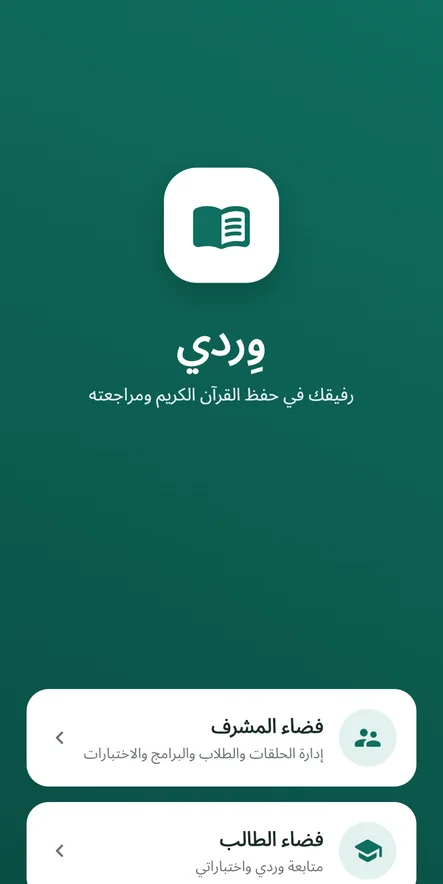 وِردي
رفيقك في حفظ القرآن الكريم ومراجعته
فضاء المشرف
إدارة الحلقات والطلاب والبرامج والاختبارات
فضاء الطالب
متابعة وردي واختباراتي